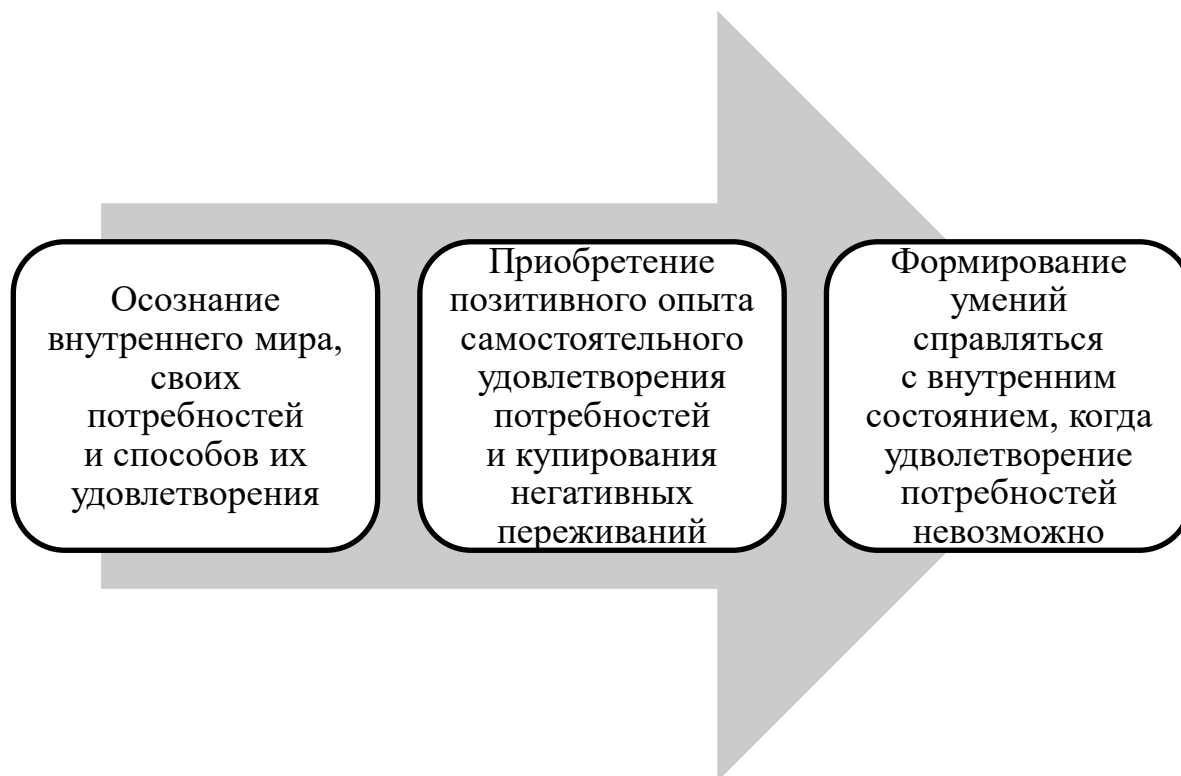 Осознание
внутреннего мира,
своих
потребностей
и способов их
удовлетворения
Приобретение
позитивного опыта
самостоятельного
удовлетворения
потребностей
и купирования
негативных
переживаний
Формирование
умений
справляться
с внутренним
состоянием, когда
удволетворение
потребностей
невозможно